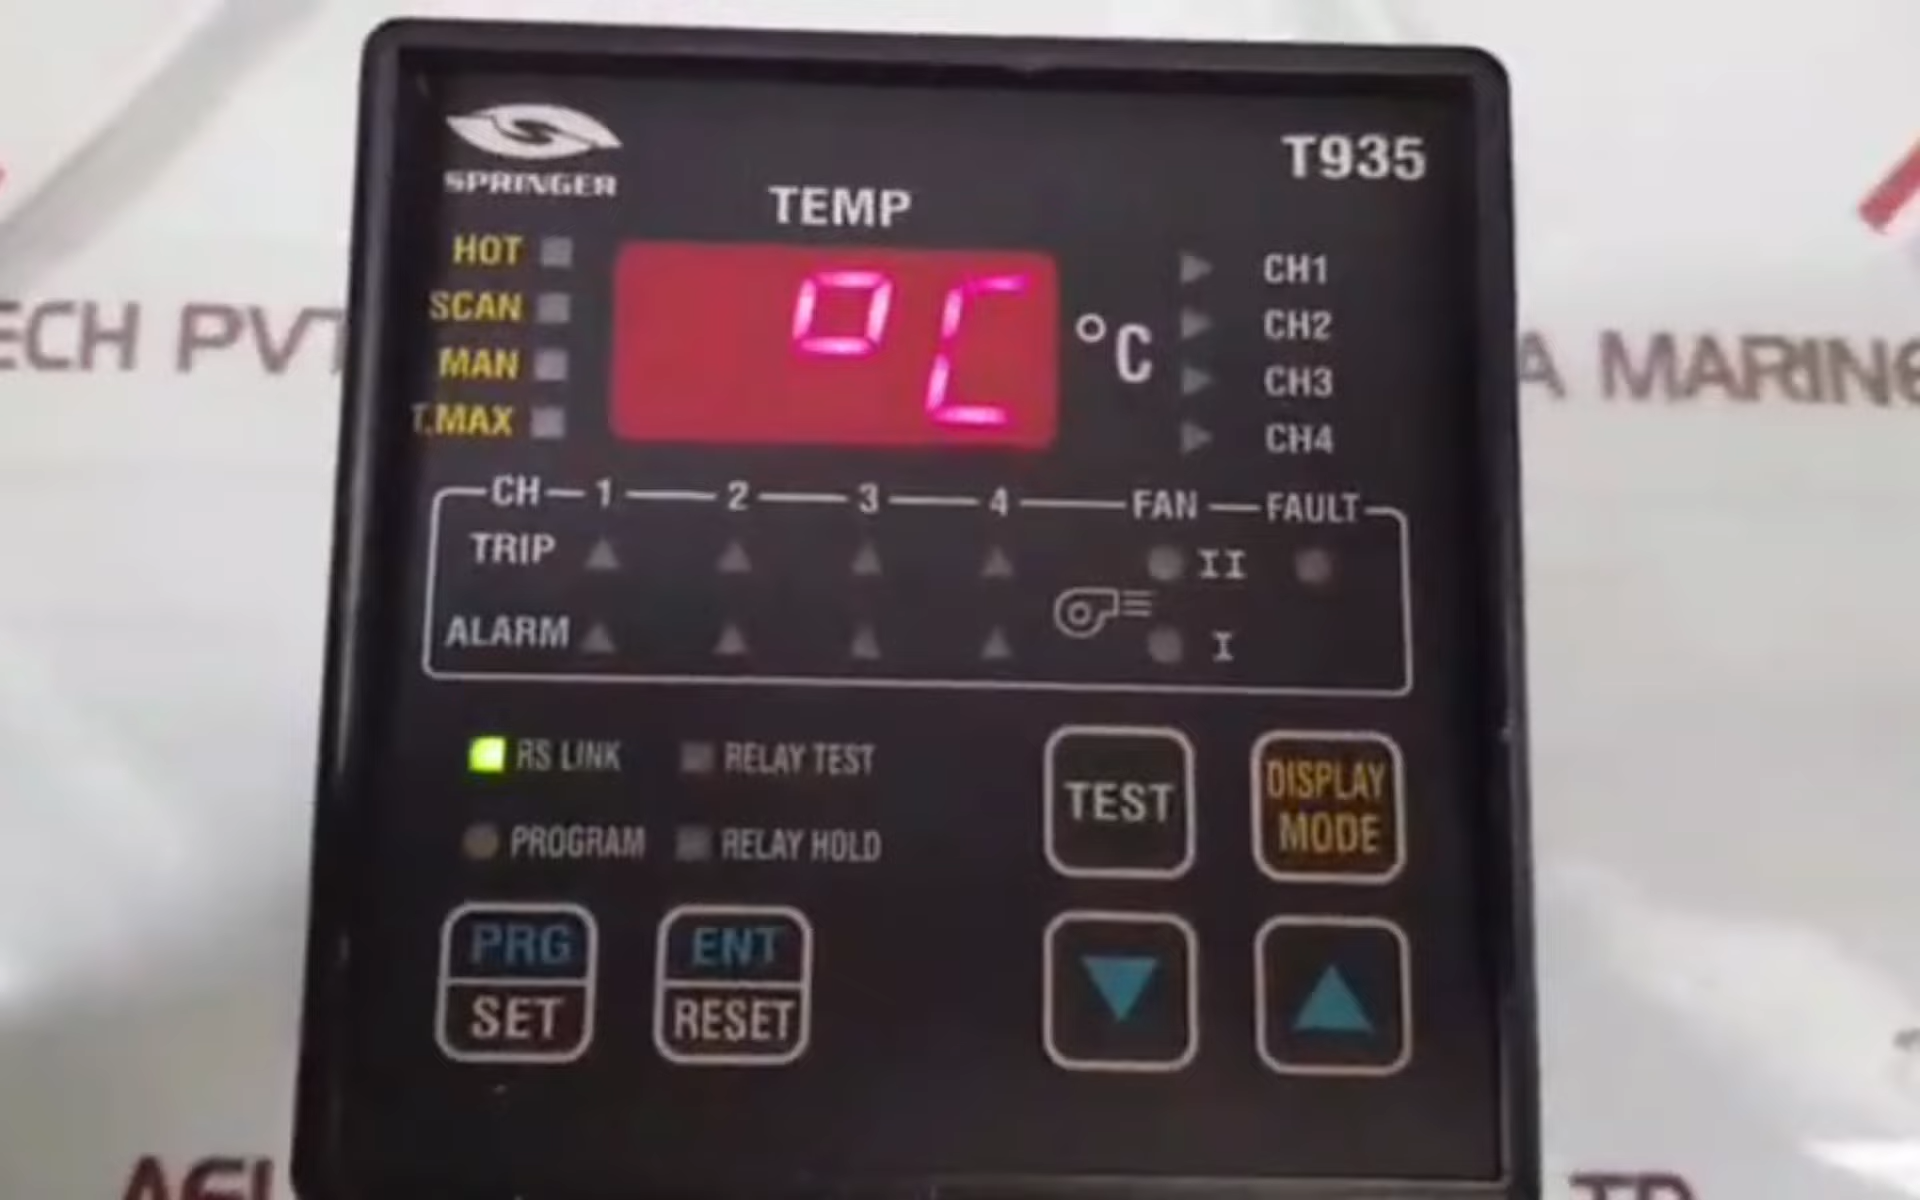 SPRINGER
T935
TEMP
HOT
SCAN
MAN
T.MAX
°C
°C
CH1
CH2
CH3
CH4
CH 1 2 3 4 FAN FAULT
TRIP II
ALARM I
RS LINK RELAY TEST
PROGRAM RELAY HOLD
TEST
DISPLAY
MODE
PRG
SET
ENT
RESET
ECH PVT
A MARINE